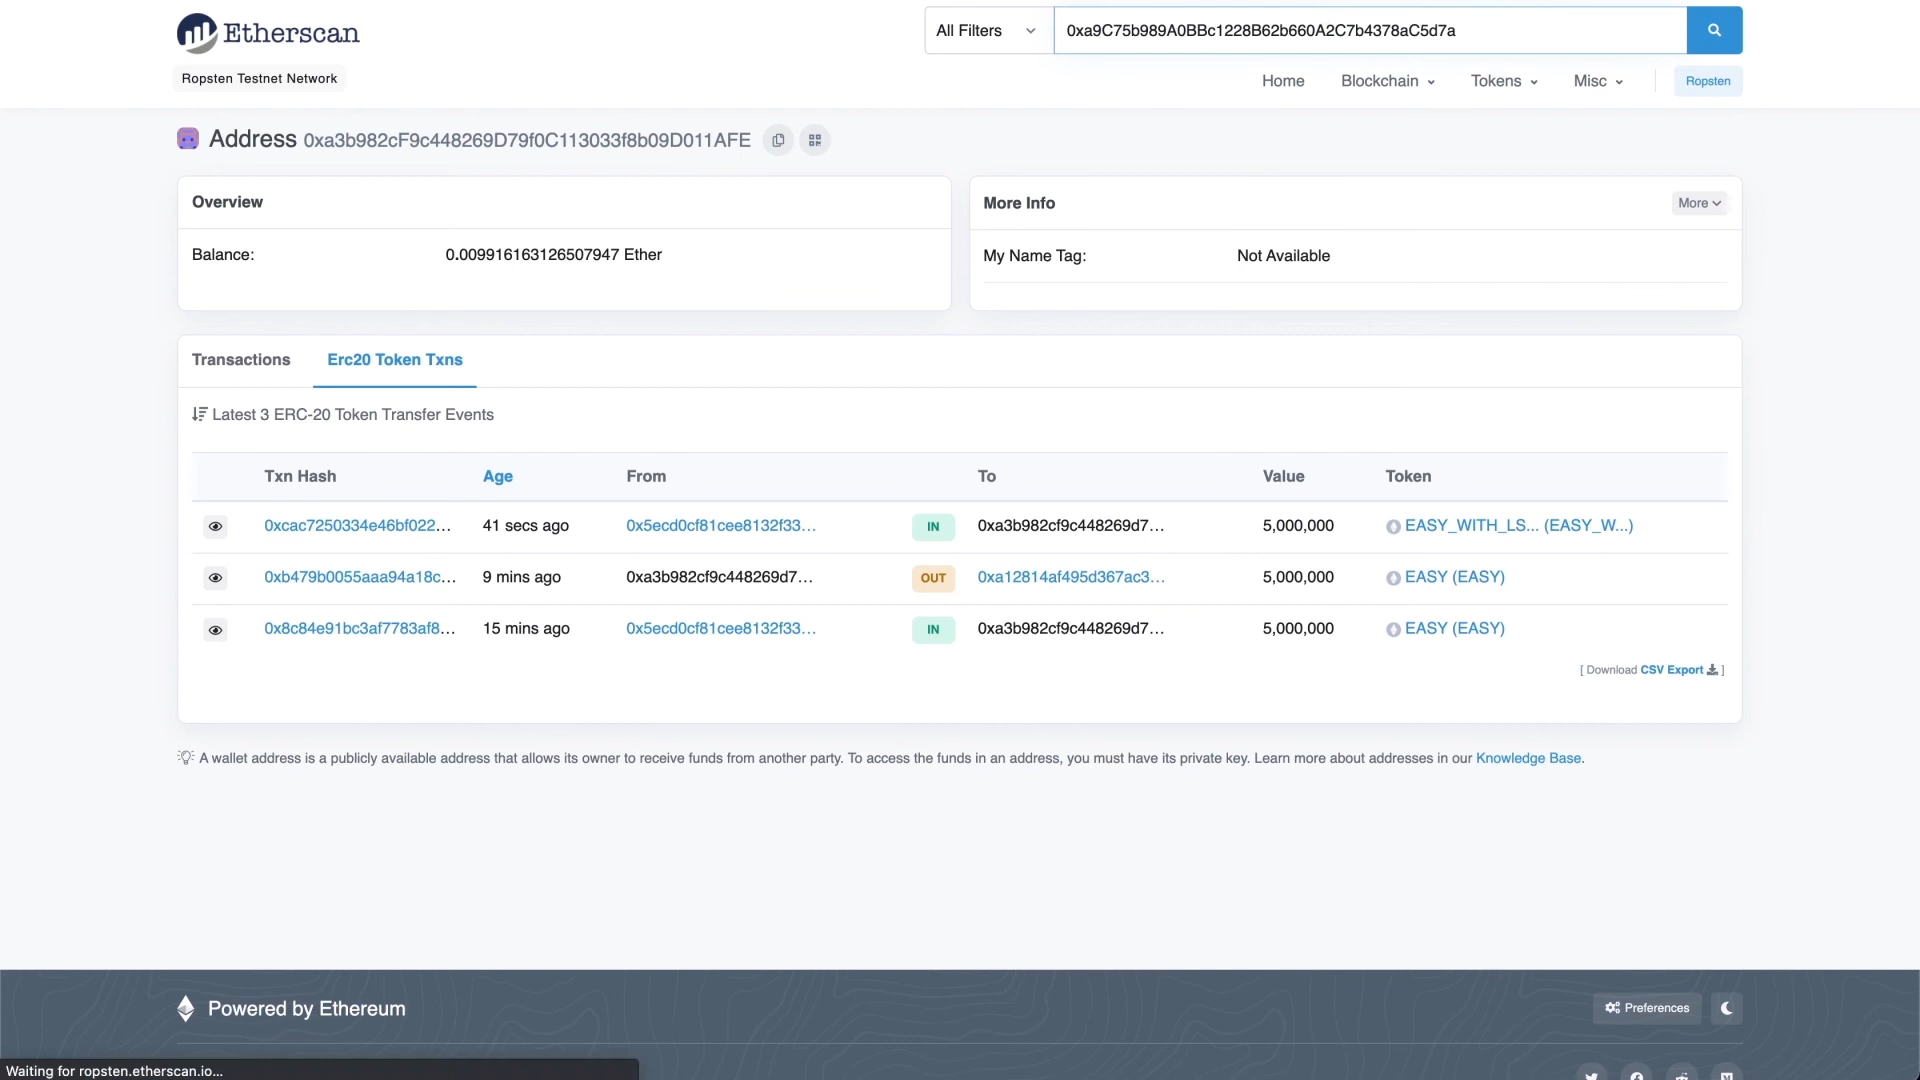 Etherscan
All Filters
0xa9C75b989A0BBc1228B62b660A2C7b4378aC5d7a
Ropsten Testnet Network
Home Blockchain Tokens Misc Ropsten
Address 0xa3b982cF9c448269D79f0C113033f8b09D011AFE
Overview
Balance: 0.009916163126507947 Ether
More Info More
My Name Tag: Not Available
Transactions Erc20 Token Txns
Latest 3 ERC-20 Token Transfer Events
Txn Hash Age From To Value Token
0xcac7250334e46bf022... 41 secs ago 0x5ecd0cf81cee8132f33... IN 0xa3b982cf9c448269d7... 5,000,000 EASY_WITH_LS... (EASY_W...)
0xb479b0055aaa94a18c... 9 mins ago 0xa3b982cf9c448269d7... OUT 0xa12814af495d367ac3... 5,000,000 EASY (EASY)
0x8c84e91bc3af7783af8... 15 mins ago 0x5ecd0cf81cee8132f33... IN 0xa3b982cf9c448269d7... 5,000,000 EASY (EASY)
[ Download CSV Export ]
A wallet address is a publicly available address that allows its owner to receive funds from another party. To access the funds in an address, you must have its private key. Learn more about addresses in our Knowledge Base.
Powered by Ethereum
Preferences
Waiting for ropsten.etherscan.io...